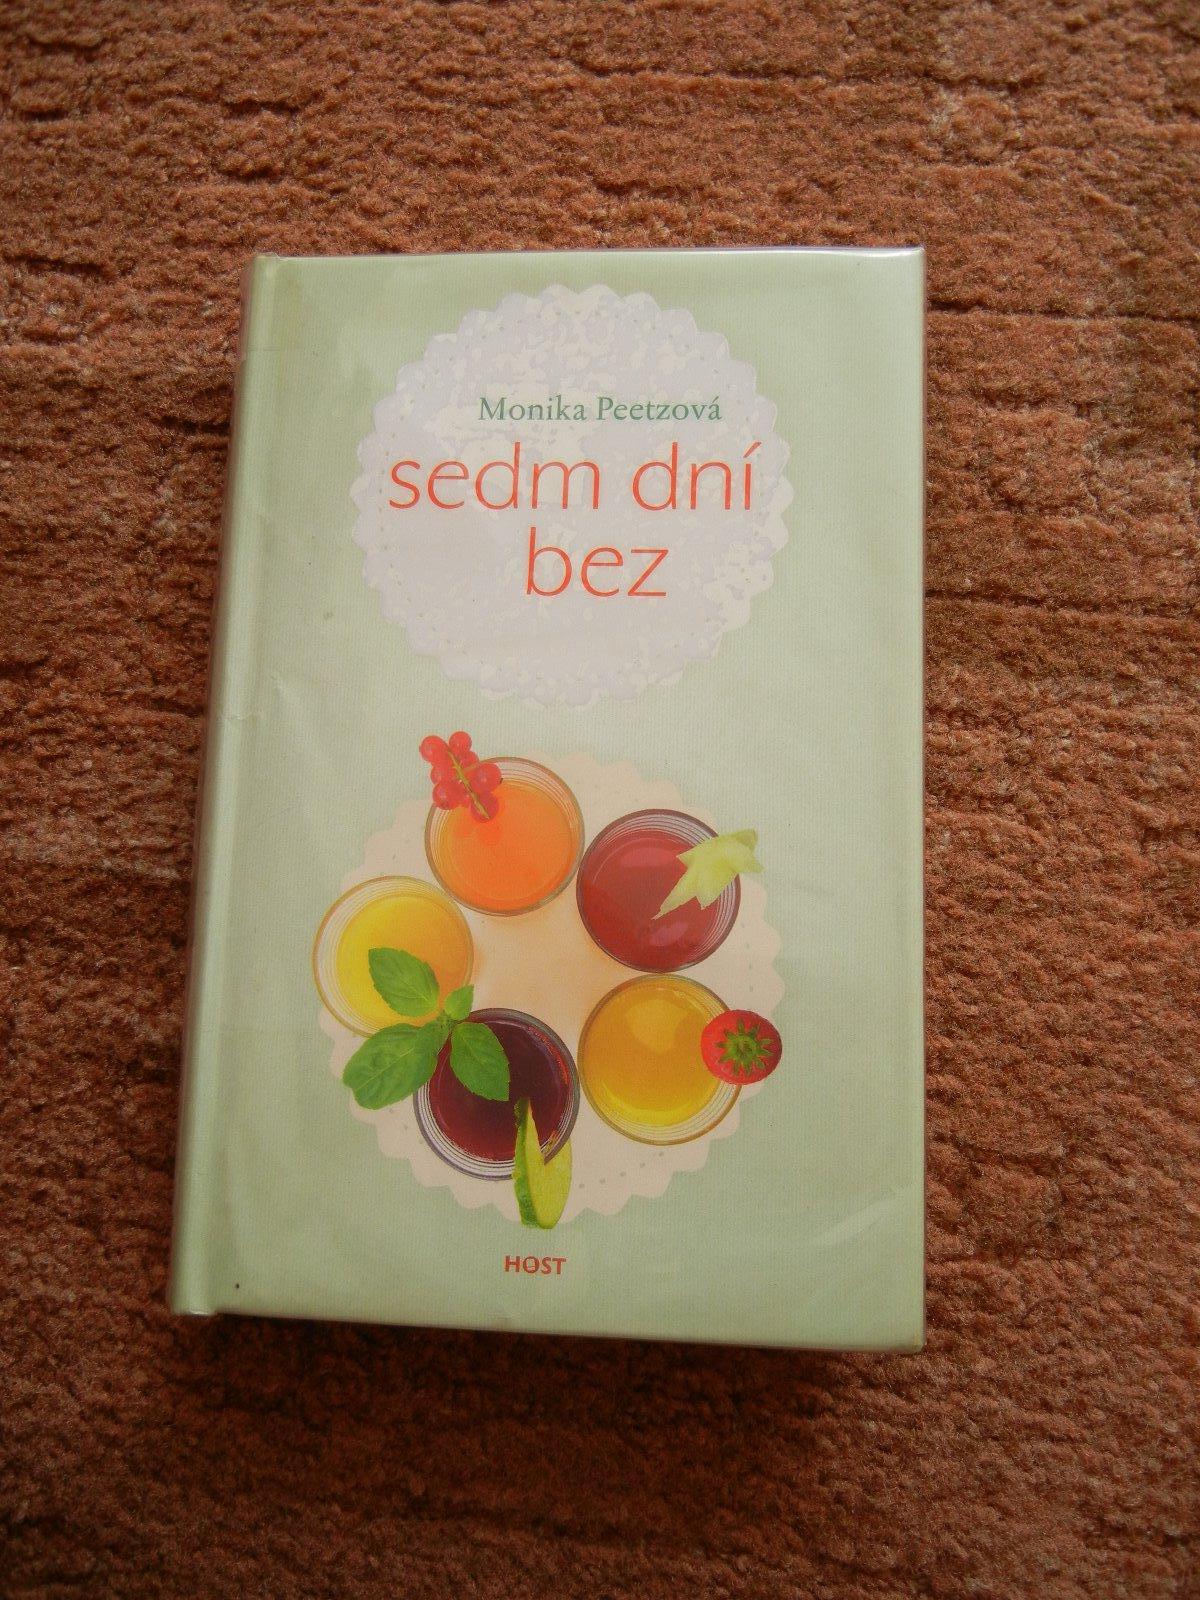 Monika Peetzová
sedm dní
bez
HOST